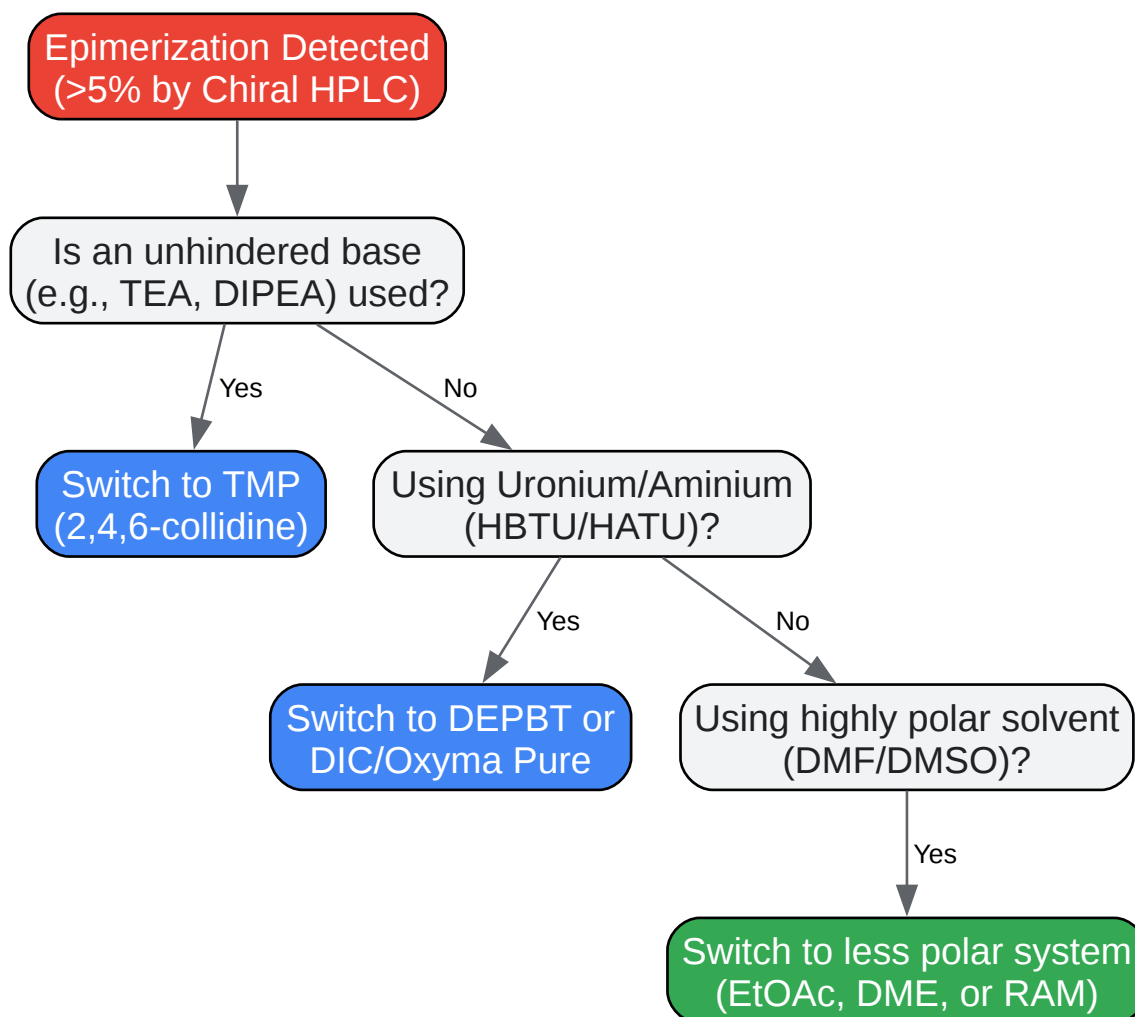 Epimerization Detected
(>5% by Chiral HPLC)
Is an unhindered base
(e.g., TEA, DIPEA) used?
Yes
No
Switch to TMP
(2,4,6-collidine)
Using Uronium/Aminium
(HBTU/HATU)?
Yes
No
Switch to DEPBT or
DIC/Oxyma Pure
Using highly polar solvent
(DMF/DMSO)?
Yes
Switch to less polar system
(EtOAc, DME, or RAM)